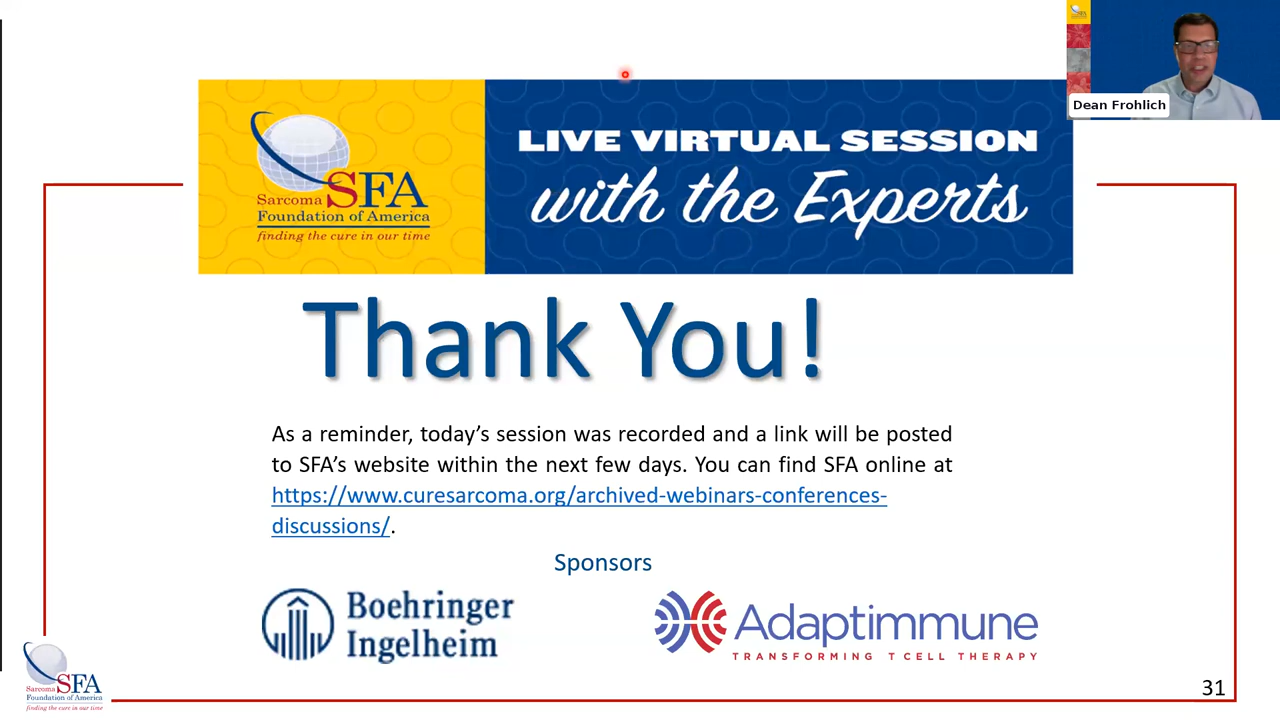 Dean Frohlich
LIVE VIRTUAL SESSION
with the Experts
Sarcoma SFA
Foundation of America
finding the cure in our time
Thank You!
As a reminder, today's session was recorded and a link will be posted
to SFA's website within the next few days. You can find SFA online at
https://www.curesarcoma.org/archived-webinars-conferences-
discussions/.
Sponsors
Boehringer
Ingelheim
Adaptimmune
TRANSFORMING T CELL THERAPY
Sarcoma SFA
Foundation of America
finding the cure in our time
31